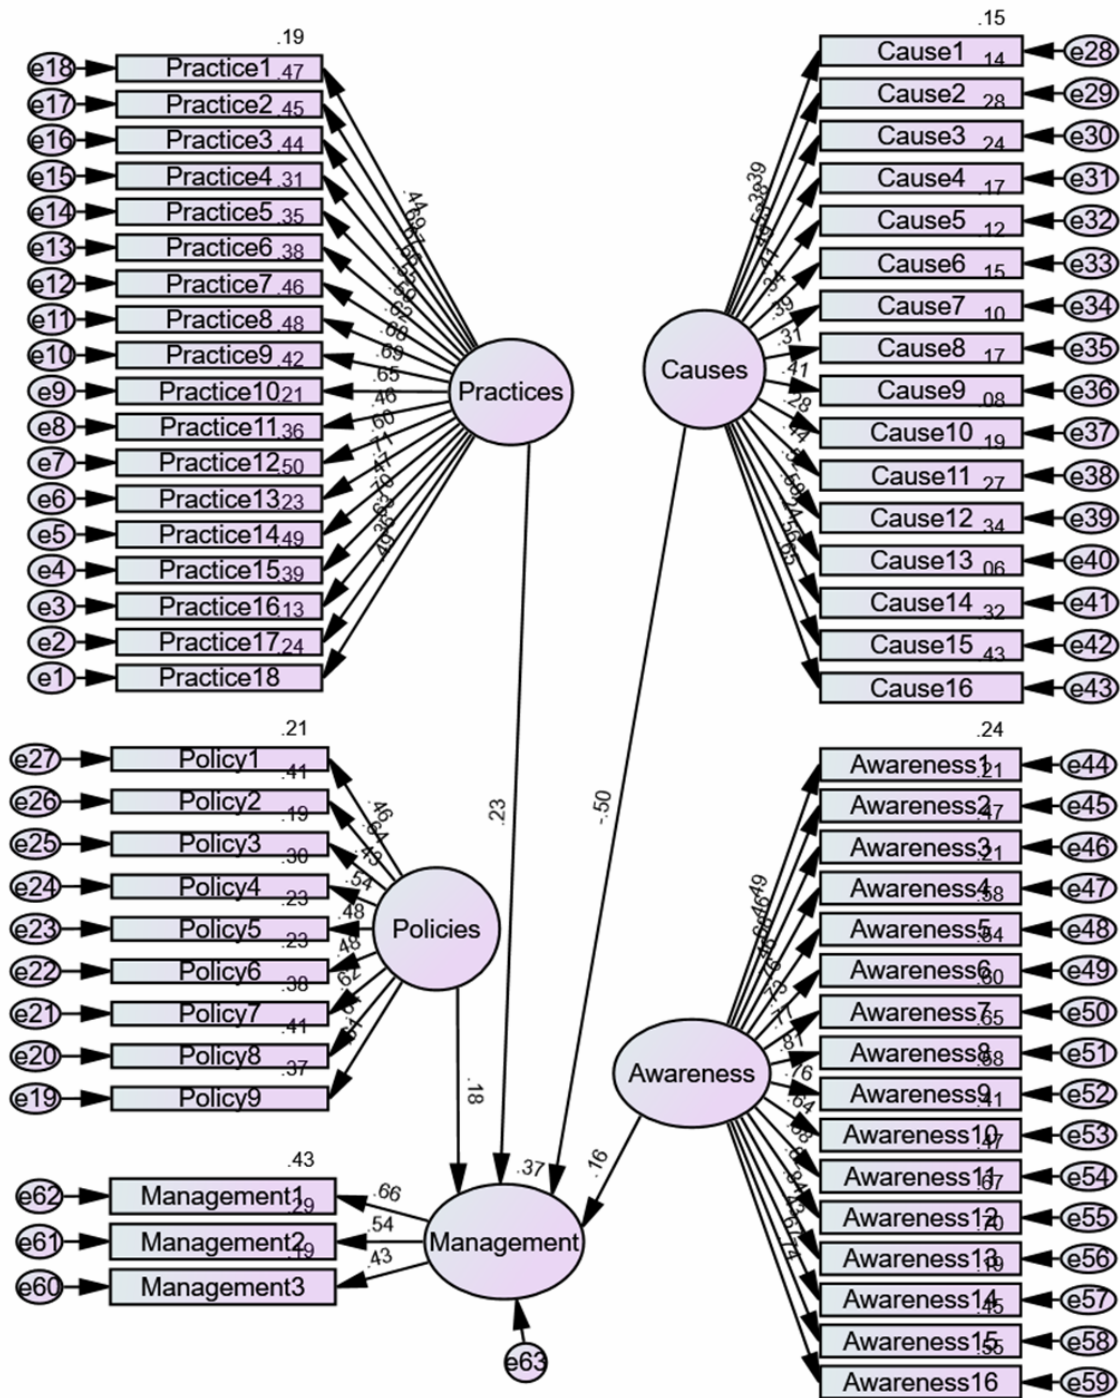 .19
e18 Practice1 .47
e17 Practice2 .45
e16 Practice3 .44
e15 Practice4 .31
e14 Practice5 .35
e13 Practice6 .38
e12 Practice7 .46
e11 Practice8 .48
e10 Practice9 .42
e9 Practice10 .21
e8 Practice11 .36
e7 Practice12 .50
e6 Practice13 .23
e5 Practice14 .49
e4 Practice15 .39
e3 Practice16 .13
e2 Practice17 .24
e1 Practice18
.44
.68
.69
.65
.46
.60
.49
Practices
.15
Cause1 .14 e28
Cause2 .28 e29
Cause3 .24 e30
Cause4 .17 e31
Cause5 .12 e32
Cause6 .15 e33
Cause7 .10 e34
Cause8 .17 e35
Cause9 .08 e36
Cause10 .19 e37
Cause11 .27 e38
Cause12 .34 e39
Cause13 .06 e40
Cause14 .32 e41
Cause15 .43 e42
Cause16 e43
.39
.31
.41
.28
.44
.65
Causes
.21
e27 Policy1 .41
e26 Policy2 .19
e25 Policy3 .30
e24 Policy4 .23
e23 Policy5 .23
e22 Policy6 .38
e21 Policy7 .41
e20 Policy8 .37
e19 Policy9
.46
.64
.43
.54
.48
.48
.62
Policies
.23
-.50
.18
.16
.37
.24
Awareness1 .21 e44
Awareness2 .47 e45
Awareness3 .21 e46
Awareness4 .58 e47
Awareness5 .54 e48
Awareness6 .60 e49
Awareness7 .65 e50
Awareness8 .58 e51
Awareness9 .41 e52
Awareness10 .47 e53
Awareness11 .67 e54
Awareness12 .70 e55
Awareness13 .19 e56
Awareness14 .45 e57
Awareness15 .55 e58
Awareness16 e59
.49
.46
.81
.76
.64
.74
Awareness
.43
e62 Management1 .29
e61 Management2 .19
e60 Management3
.66
.54
.43
Management
e63